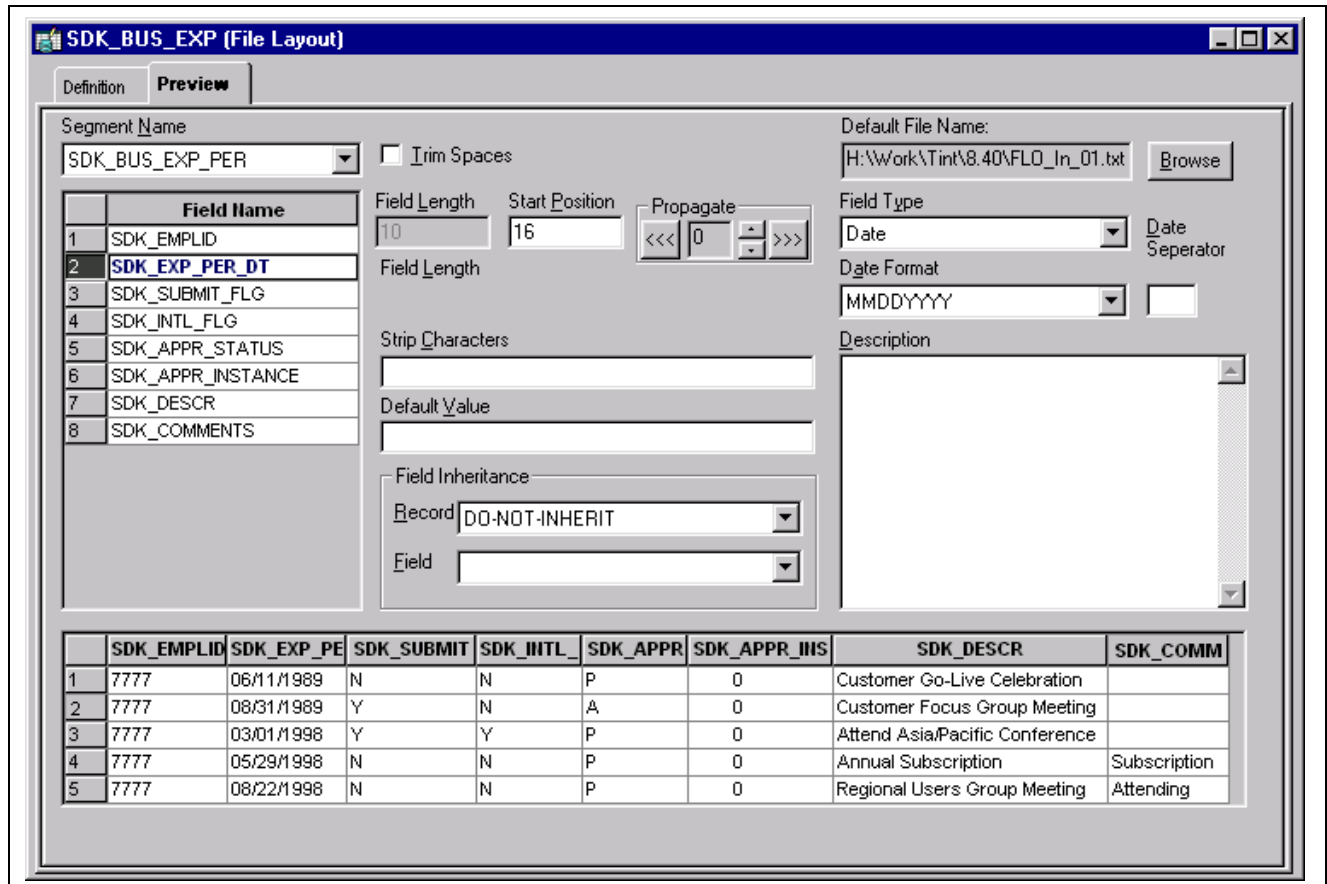 SDK_BUS_EXP (File Layout)
Definition Preview
Segment Name
SDK_BUS_EXP_PER
Trim Spaces
Default File Name:
H:\Work\Tint\8.40\FLO_In_01.txt
Browse
Field Name
1 SDK_EMPLID
2 SDK_EXP_PER_DT
3 SDK_SUBMIT_FLG
4 SDK_INTL_FLG
5 SDK_APPR_STATUS
6 SDK_APPR_INSTANCE
7 SDK_DESCR
8 SDK_COMMENTS
Field Length
10
Start Position
16
Propagate
<<< 0 >>>
Field Length
Field Type
Date
Date Seperator
Date Format
MMDDYYYY
Strip Characters
Default Value
Field Inheritance
Record DO-NOT-INHERIT
Field
Description
SDK_EMPLID SDK_EXP_PE SDK_SUBMIT SDK_INTL_ SDK_APPR SDK_APPR_INS SDK_DESCR SDK_COMM
1 7777 06/11/1989 N N P 0 Customer Go-Live Celebration
2 7777 08/31/1989 Y N A 0 Customer Focus Group Meeting
3 7777 03/01/1998 Y Y P 0 Attend Asia/Pacific Conference
4 7777 05/29/1998 N N P 0 Annual Subscription Subscription
5 7777 08/22/1998 N N P 0 Regional Users Group Meeting Attending